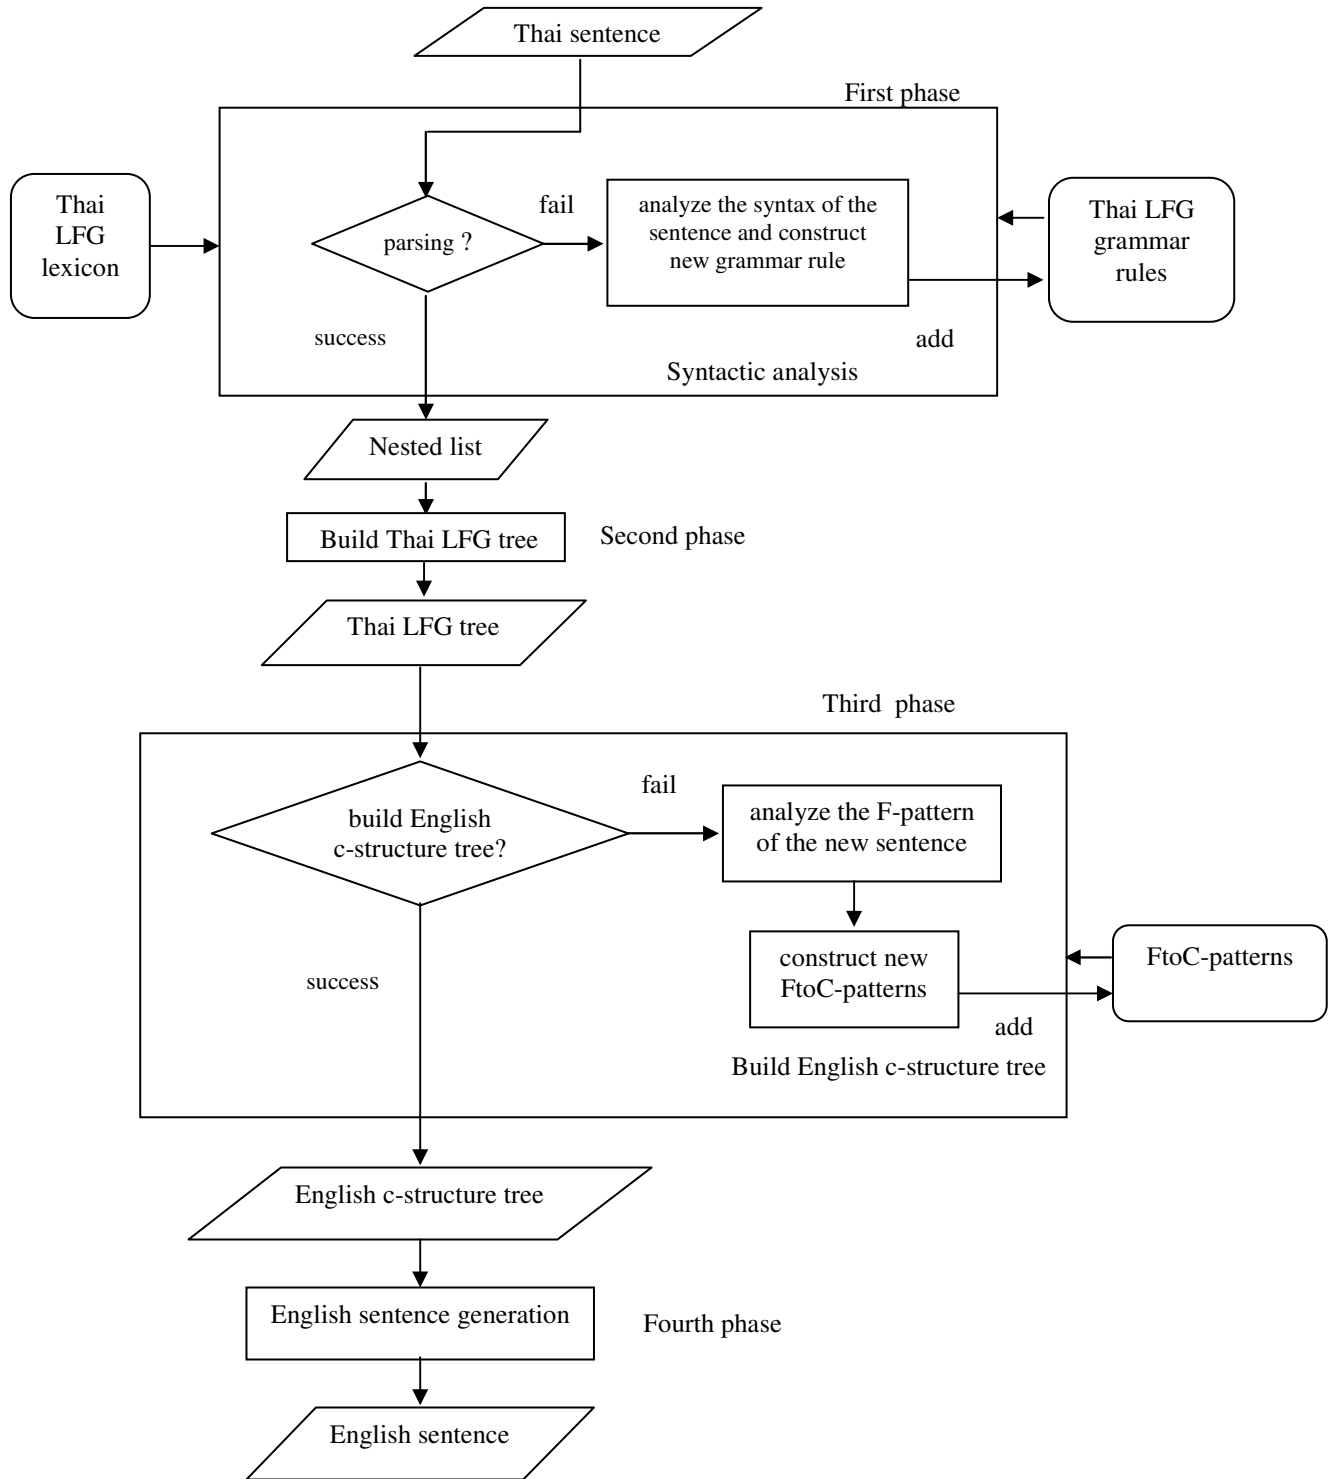 Thai sentence
First phase
Thai
LFG
lexicon
parsing ?
fail
analyze the syntax of the
sentence and construct
new grammar rule
Thai LFG
grammar
rules
success
add
Syntactic analysis
Nested list
Build Thai LFG tree
Second phase
Thai LFG tree
Third phase
build English
c-structure tree?
fail
analyze the F-pattern
of the new sentence
construct new
FtoC-patterns
FtoC-patterns
success
add
Build English c-structure tree
English c-structure tree
English sentence generation
Fourth phase
English sentence